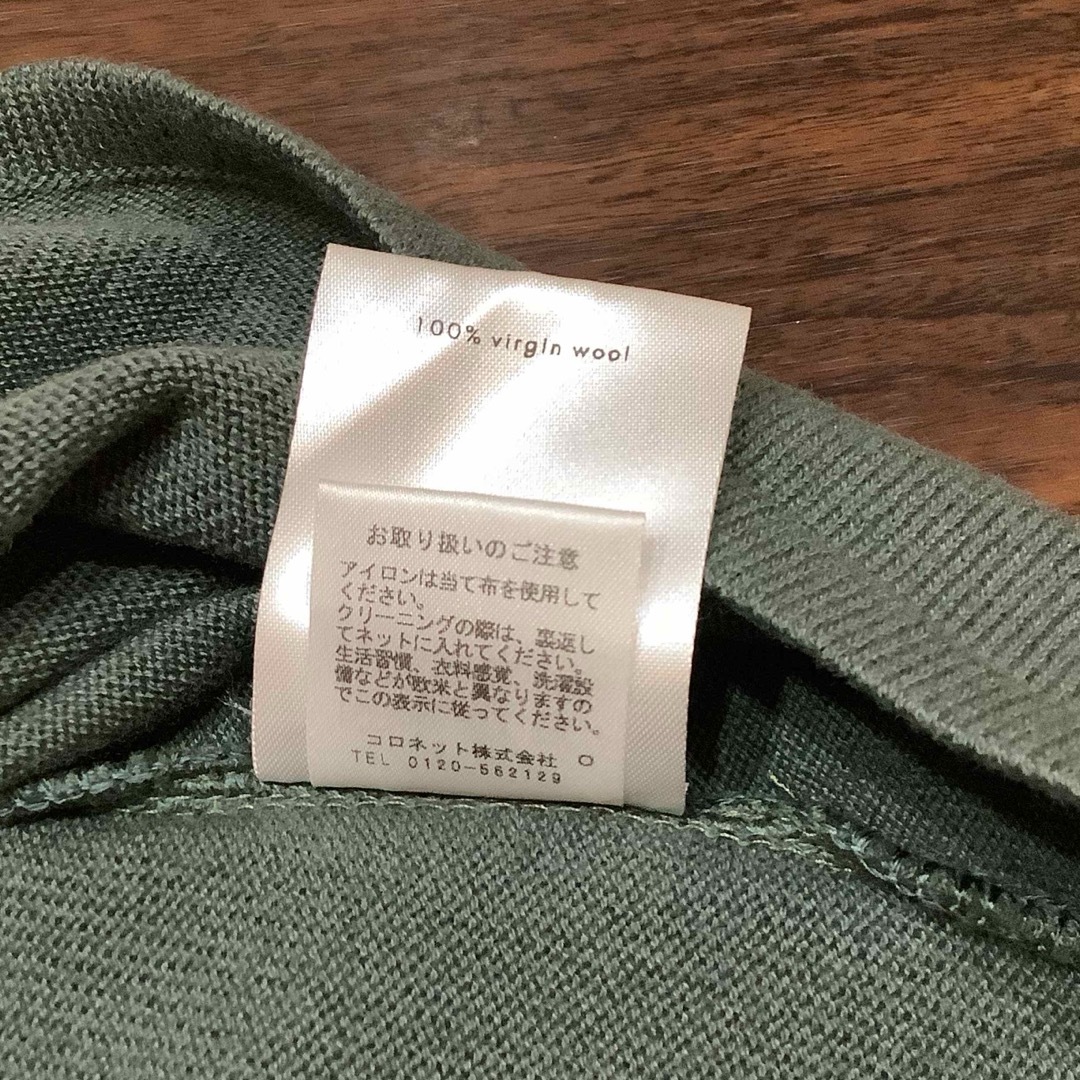 100% virgin wool
お取り扱いのご注意
アイロンは当て布を使用して
ください。
クリーニングの際は、裏返し
てネットに入れてください。
生活習慣、衣料感覚、洗濯設
備などが欧米と異なりますの
でこの表示に従ってください。
コロネット株式会社 O
TEL 0120-562129